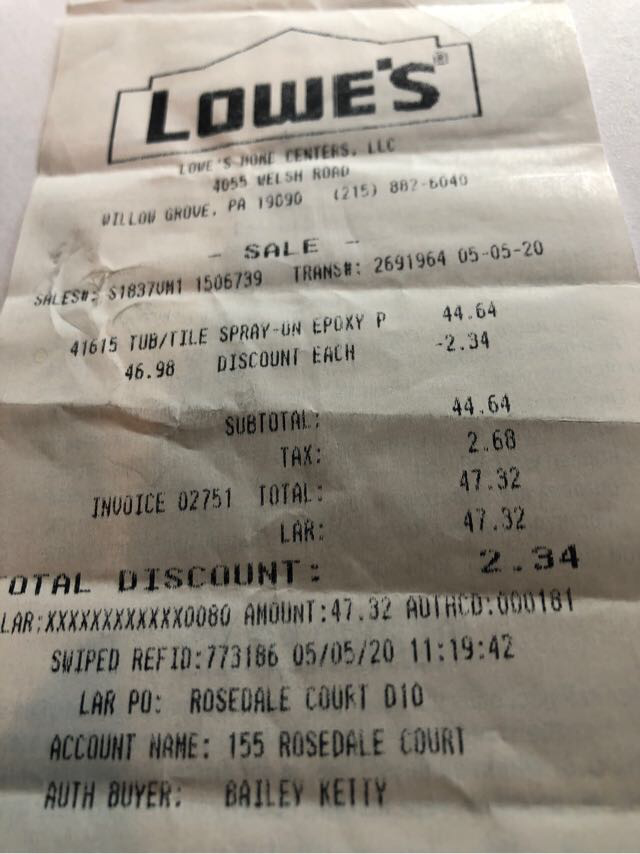 LOWE'S®
LOWE'S HOME CENTERS, LLC
4055 WELSH ROAD
WILLOW GROVE, PA 19090 (215) 882-6040
- SALE -
SALES#: S1837VM1 1506739 TRANS#: 2691964 05-05-20
41615 TUB/TILE SPRAY-ON EPOXY P 44.64
46.98 DISCOUNT EACH -2.34
SUBTOTAL: 44.64
TAX: 2.68
INVOICE 02751 TOTAL: 47.32
LAR: 47.32
TOTAL DISCOUNT: 2.34
LAR:XXXXXXXXXXXX0080 AMOUNT:47.32 AUTHCD:000181
SWIPED REFID:773186 05/05/20 11:19:42
LAR PO: ROSEDALE COURT D10
ACCOUNT NAME: 155 ROSEDALE COURT
AUTH BUYER: BAILEY KETTY